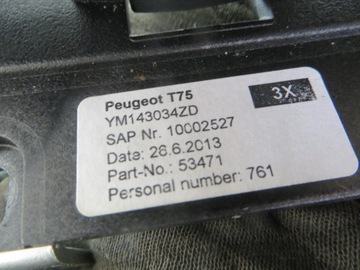 Peugeot T75
3X
YM143034ZD
SAP Nr. 10002527
Date: 26.6.2013
Part-No.: 53471
Personal number: 761